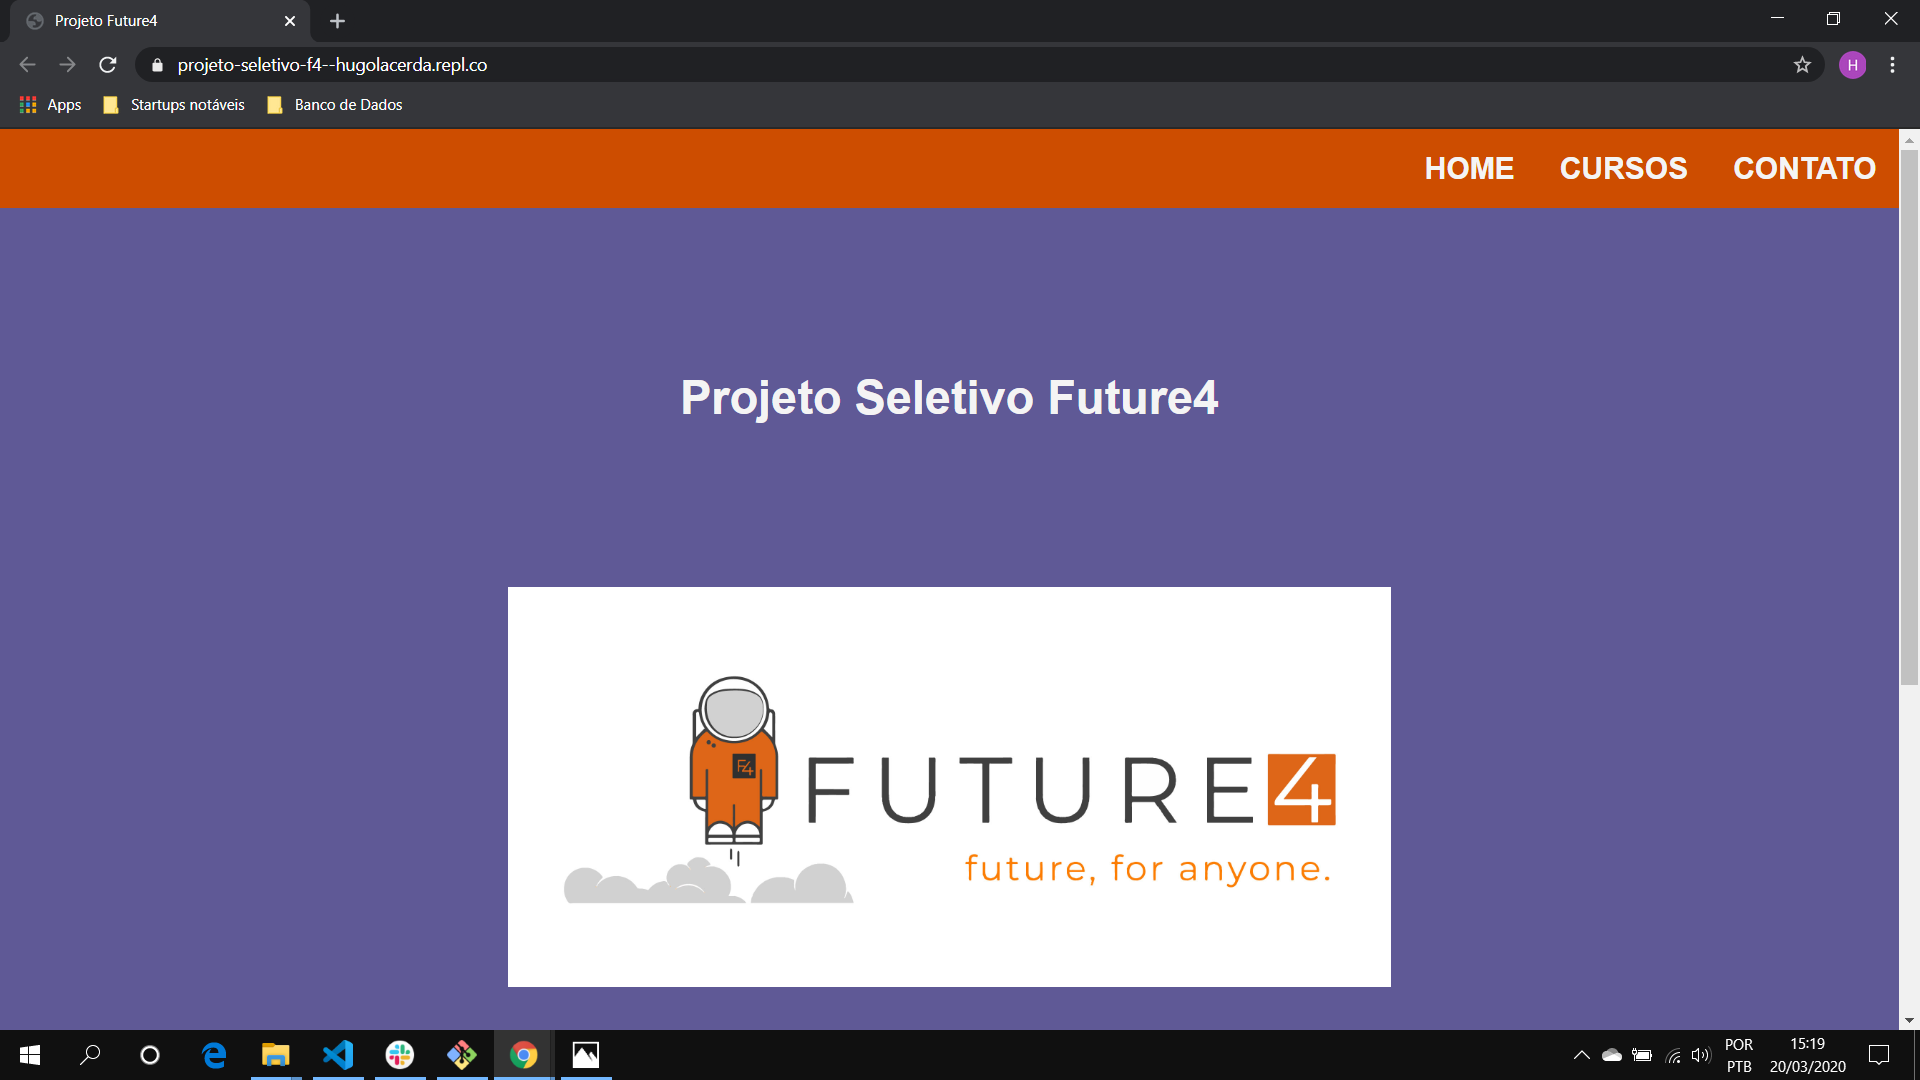 Projeto Future4
projeto-seletivo-f4--hugolacerda.repl.co
H
Apps Startups notáveis Banco de Dados
HOME CURSOS CONTATO
Projeto Seletivo Future4
F4
FUTURE4
future, for anyone.
POR 15:19
PTB 20/03/2020